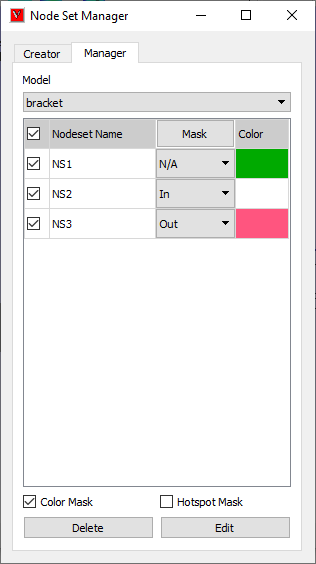 Node Set Manager
Creator
Manager
Model
bracket
Nodeset Name
Mask
Color
NS1
N/A
NS2
In
NS3
Out
Color Mask
Hotspot Mask
Delete
Edit